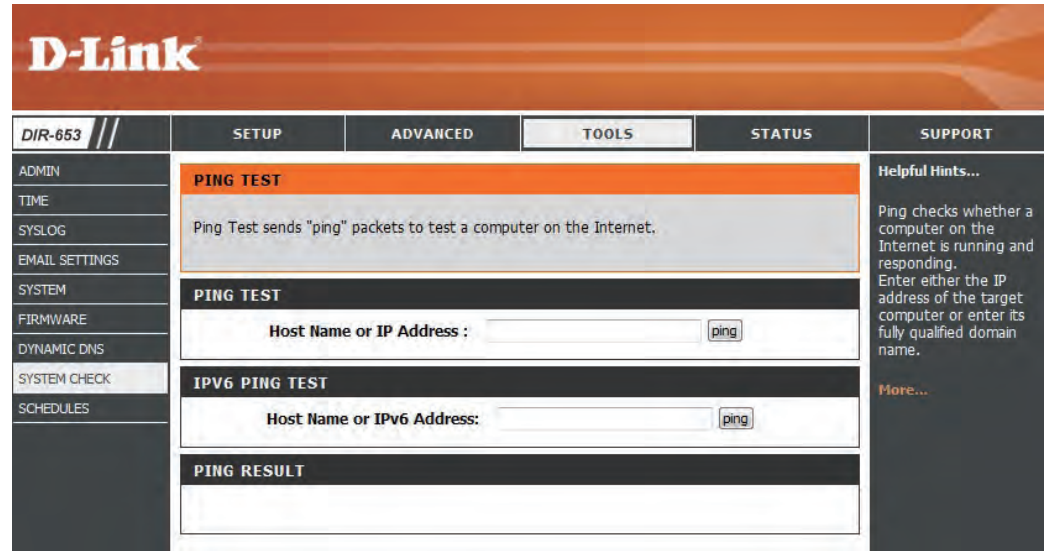 D-Link
DIR-653 // SETUP ADVANCED TOOLS STATUS SUPPORT
ADMIN
TIME
SYSLOG
EMAIL SETTINGS
SYSTEM
FIRMWARE
DYNAMIC DNS
SYSTEM CHECK
SCHEDULES
PING TEST
Ping Test sends "ping" packets to test a computer on the Internet.
PING TEST
Host Name or IP Address : ping
IPV6 PING TEST
Host Name or IPv6 Address: ping
PING RESULT
Helpful Hints...
Ping checks whether a
computer on the
Internet is running and
responding.
Enter either the IP
address of the target
computer or enter its
fully qualified domain
name.
More...